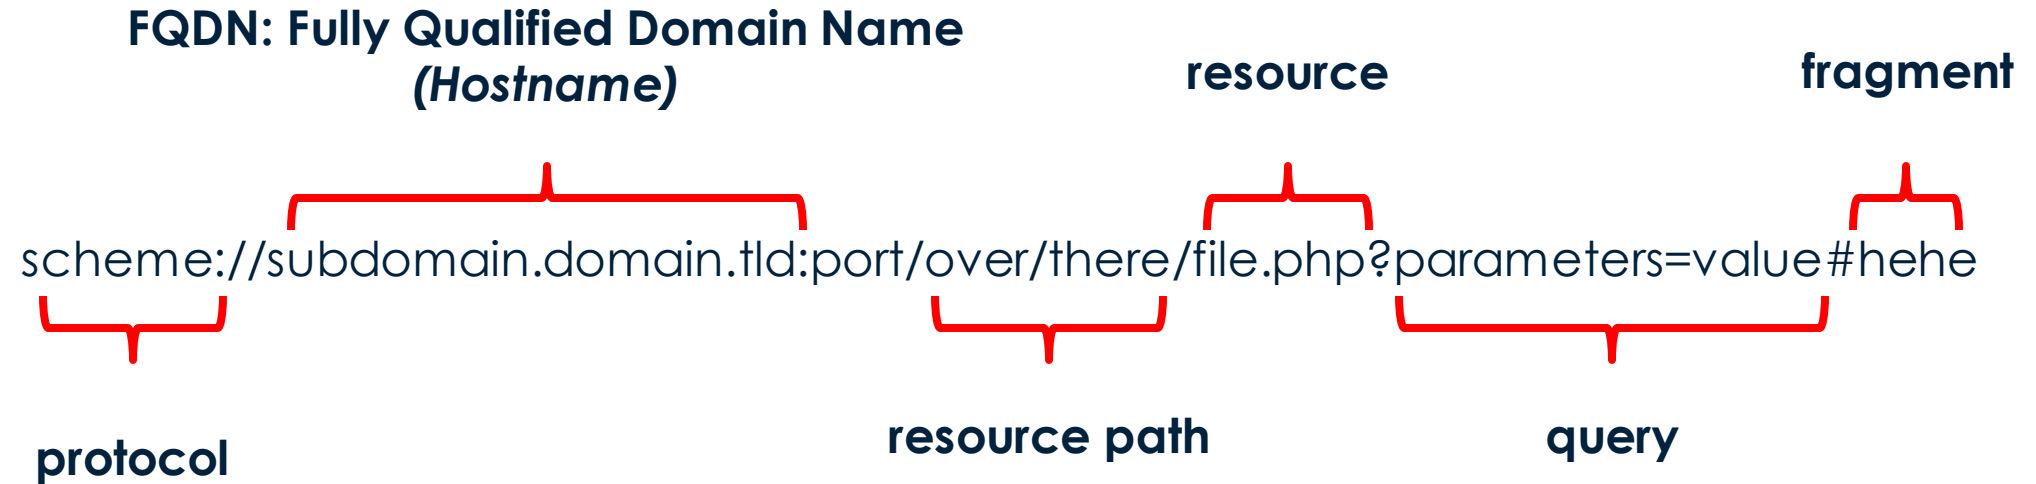 FQDN: Fully Qualified Domain Name
(Hostname)
resource
fragment
scheme://subdomain.domain.tld:port/over/there/file.php?parameters=value#hehe
protocol
resource path
query